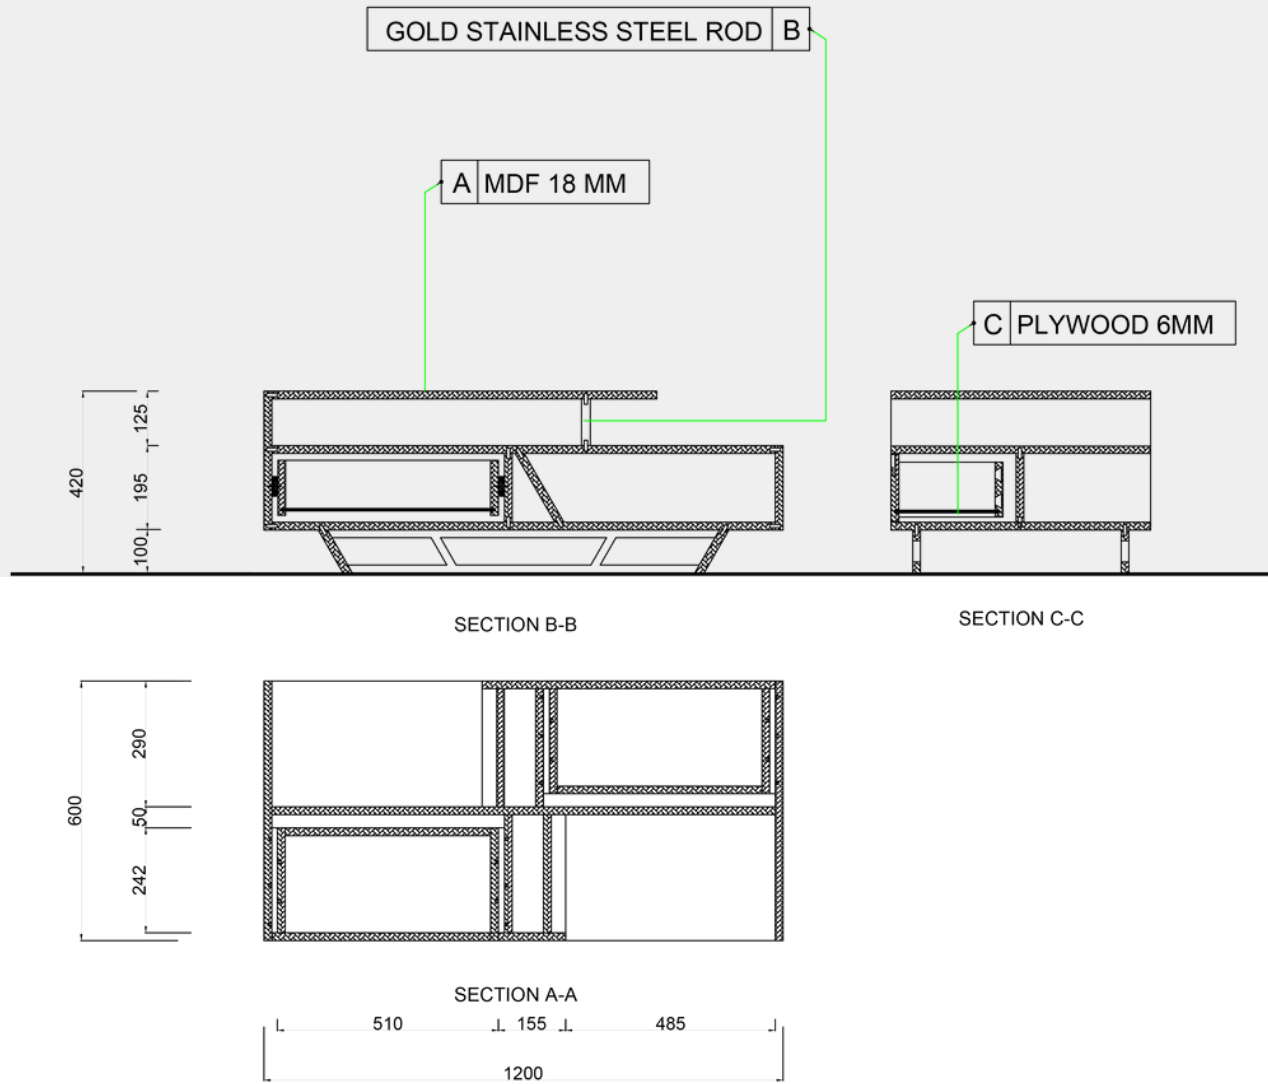 GOLD STAINLESS STEEL ROD B
A MDF 18 MM
C PLYWOOD 6MM
420
125
195
100
SECTION B-B
SECTION C-C
600
290
50
242
SECTION A-A
510 155 485
1200